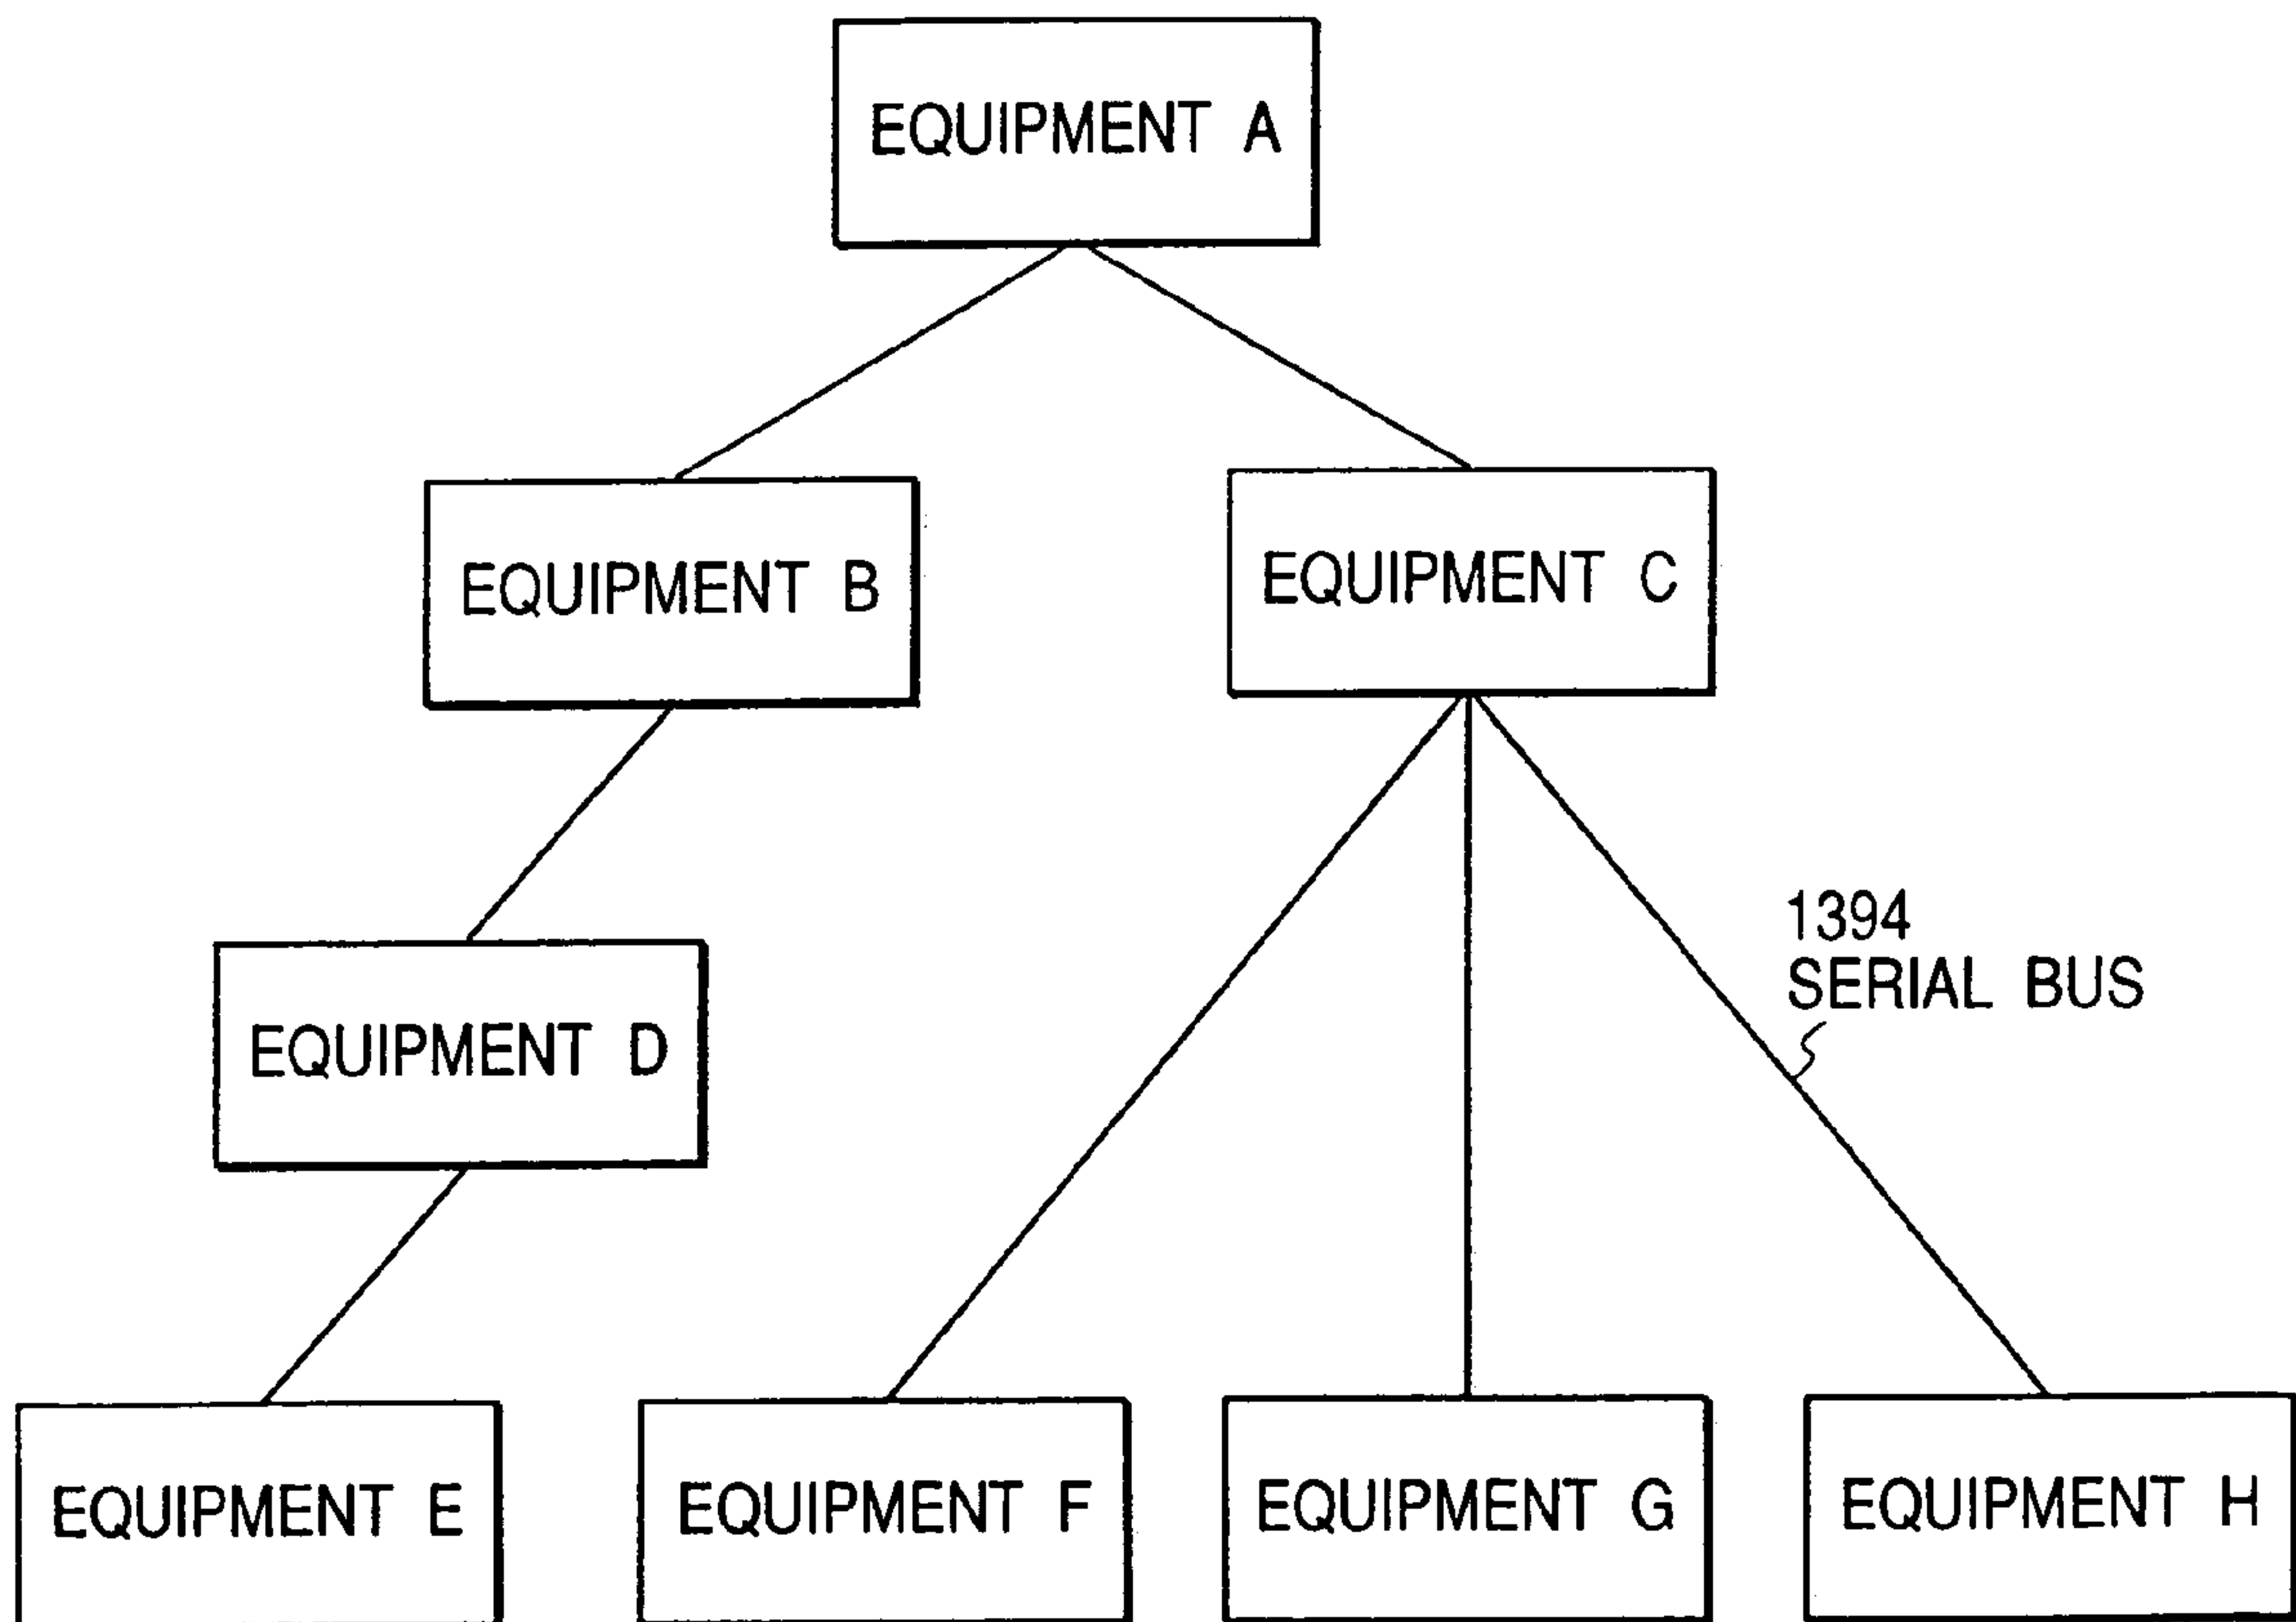 EQUIPMENT A
EQUIPMENT B
EQUIPMENT C
1394
SERIAL BUS
EQUIPMENT D
EQUIPMENT E
EQUIPMENT F
EQUIPMENT G
EQUIPMENT H